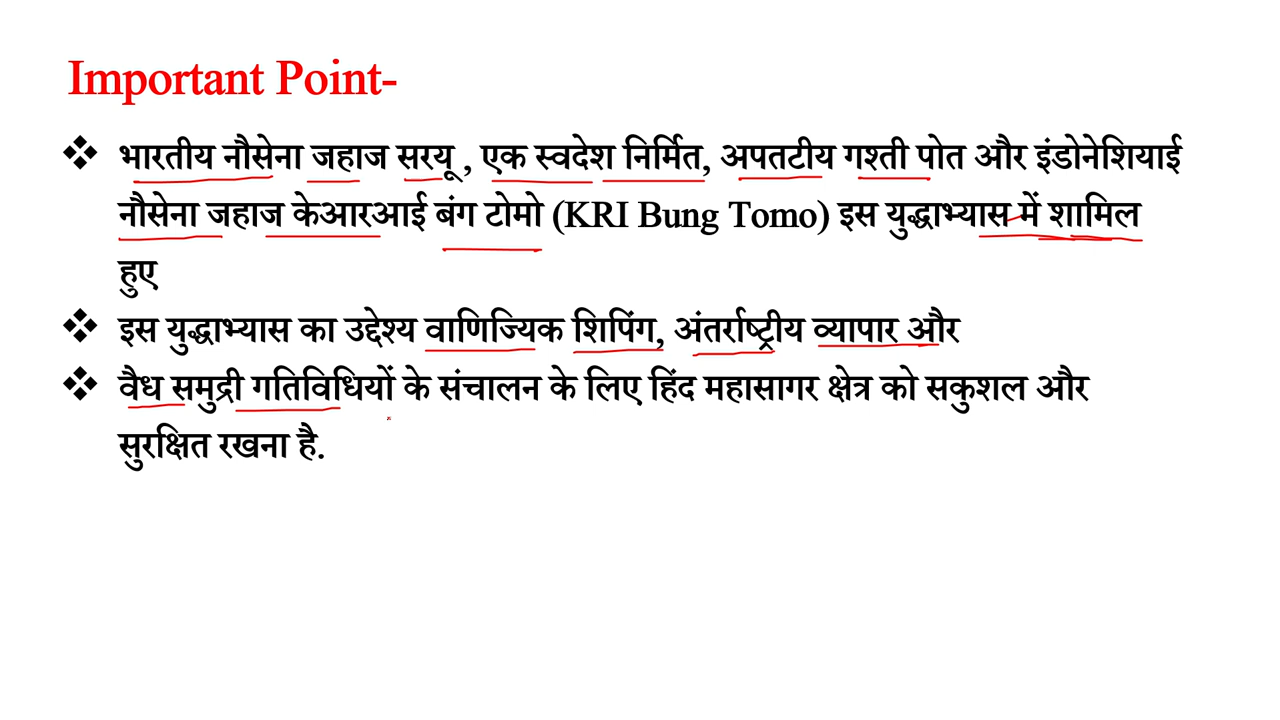 Important Point-
❖ भारतीय नौसेना जहाज सरयू , एक स्वदेश निर्मित, अपतटीय गश्ती पोत और इंडोनेशियाई
नौसेना जहाज केआरआई बंग टोमो (KRI Bung Tomo) इस युद्धाभ्यास में शामिल
हुए
❖ इस युद्धाभ्यास का उद्देश्य वाणिज्यिक शिपिंग, अंतर्राष्ट्रीय व्यापार और
❖ वैध समुद्री गतिविधियों के संचालन के लिए हिंद महासागर क्षेत्र को सकुशल और
सुरक्षित रखना है.